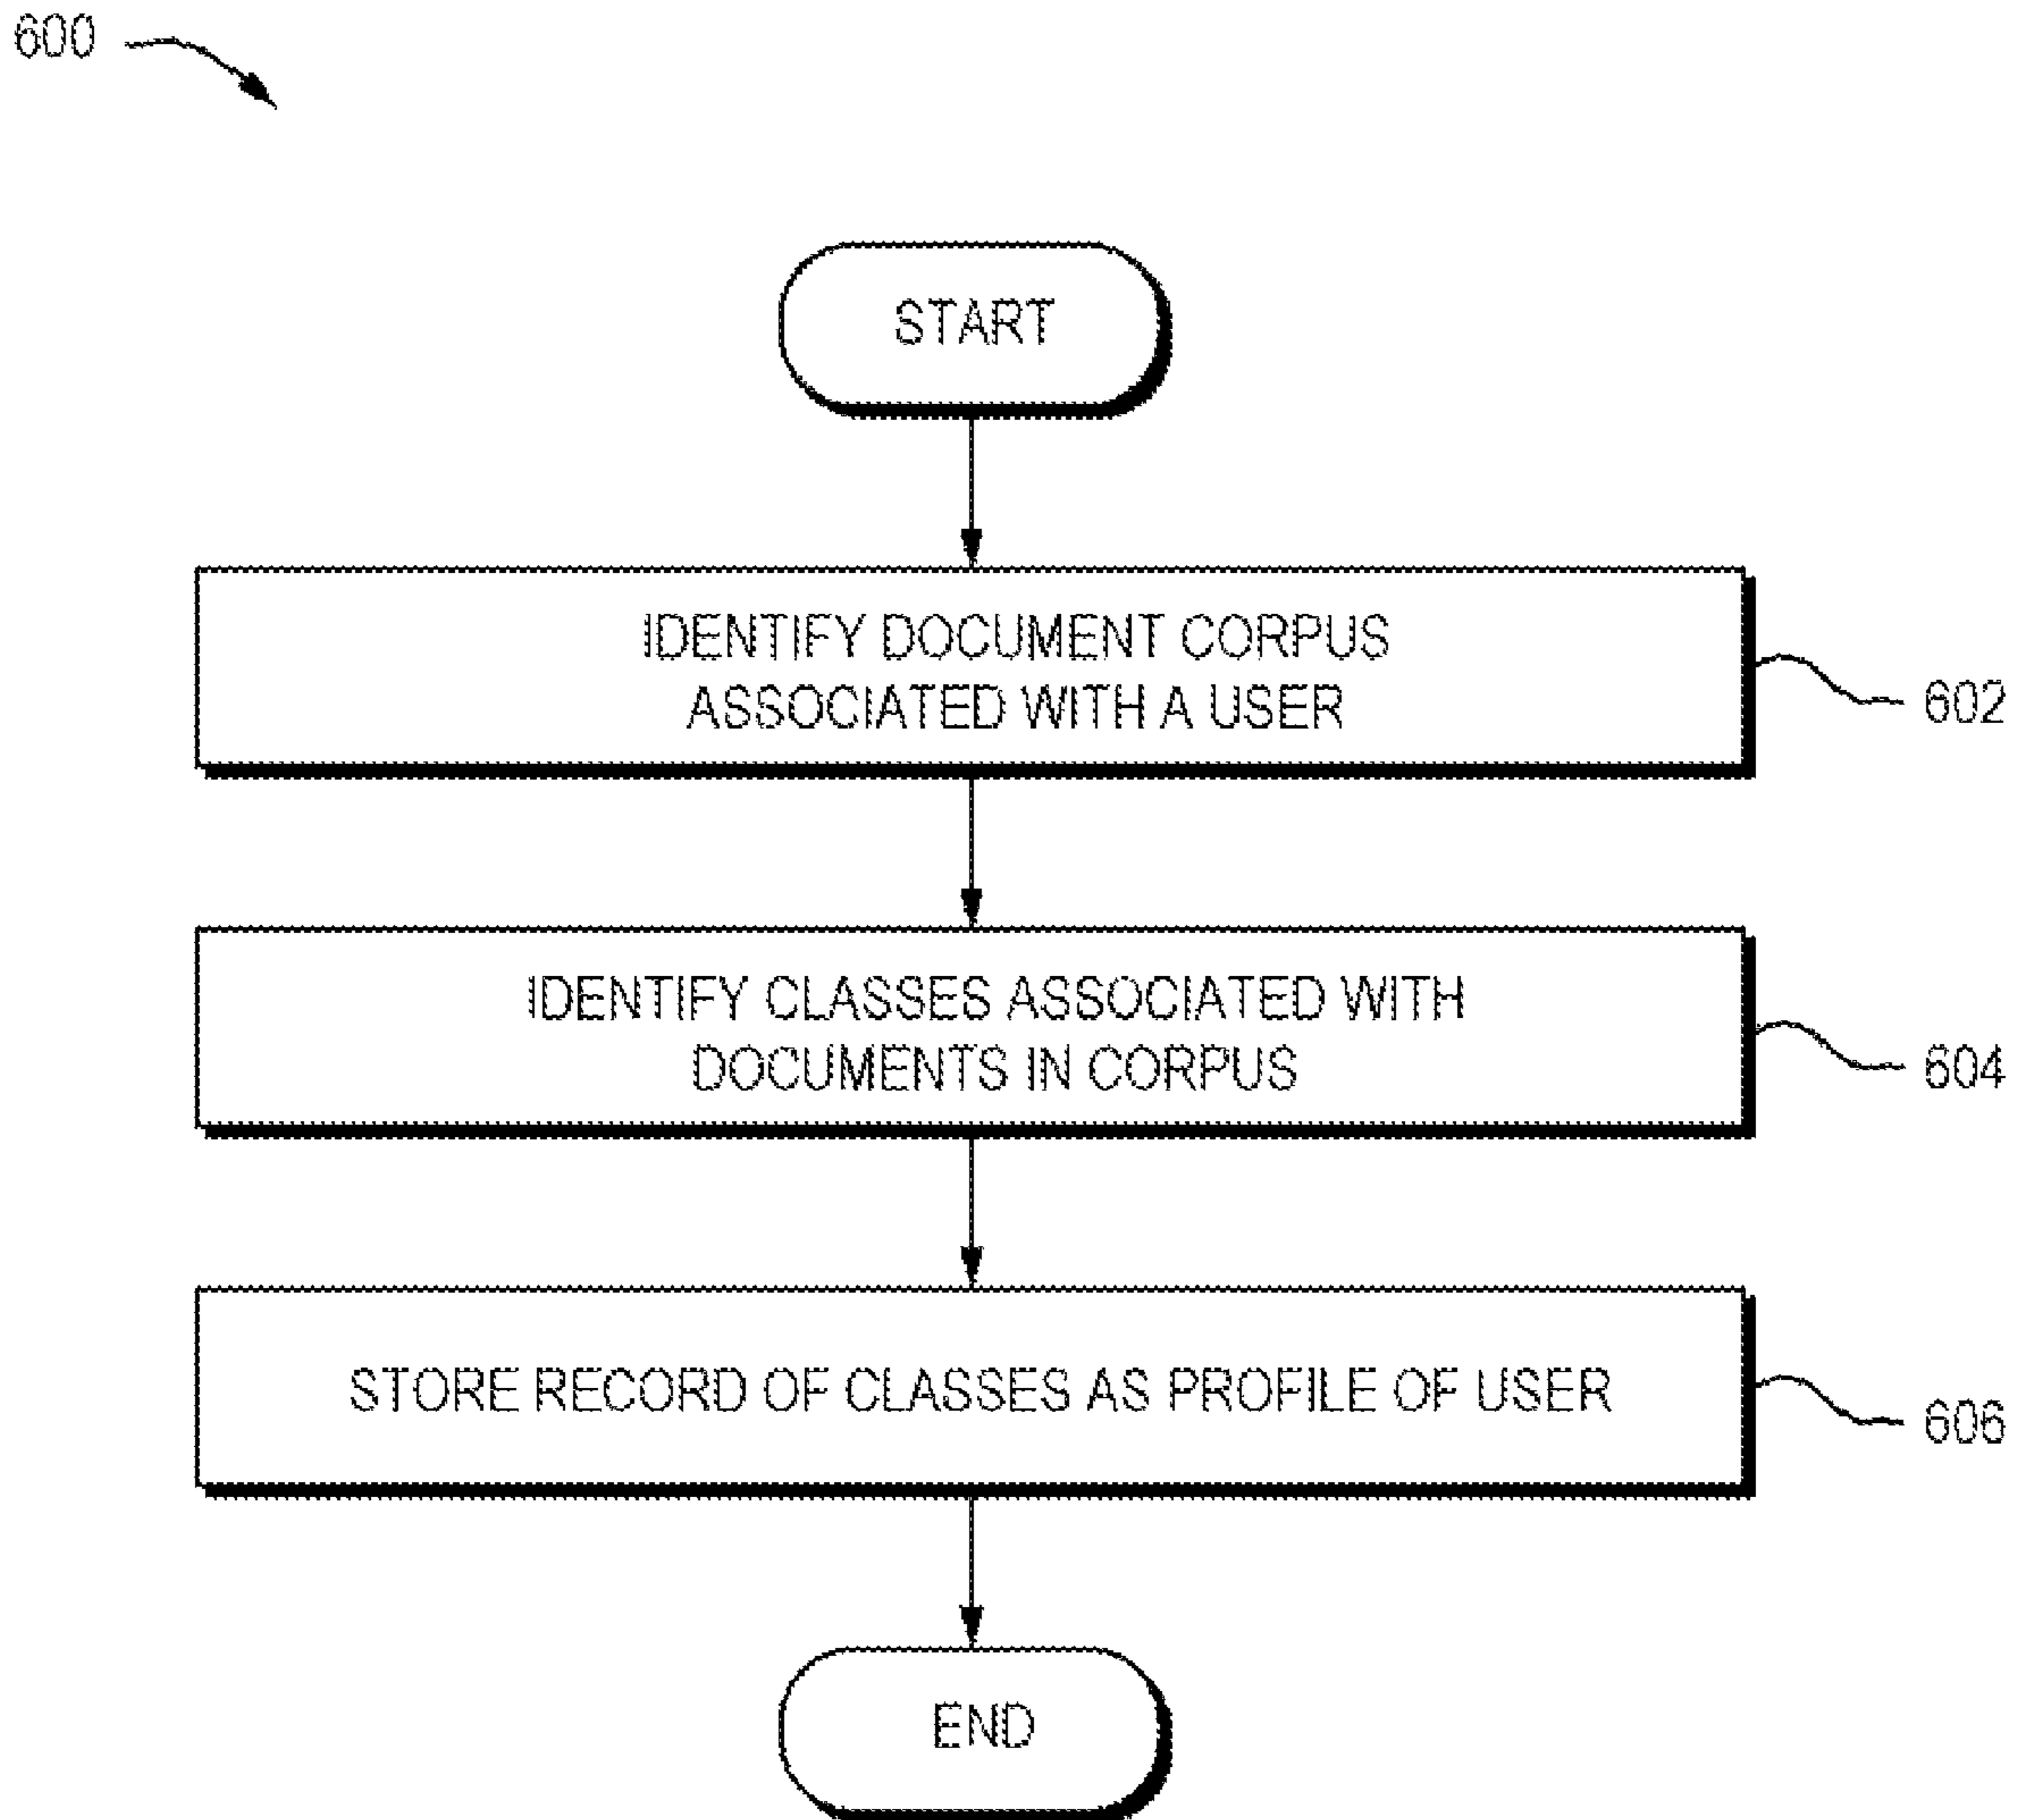 600
START
IDENTIFY DOCUMENT CORPUS
ASSOCIATED WITH A USER
602
IDENTIFY CLASSES ASSOCIATED WITH
DOCUMENTS IN CORPUS
604
STORE RECORD OF CLASSES AS PROFILE OF USER
606
END